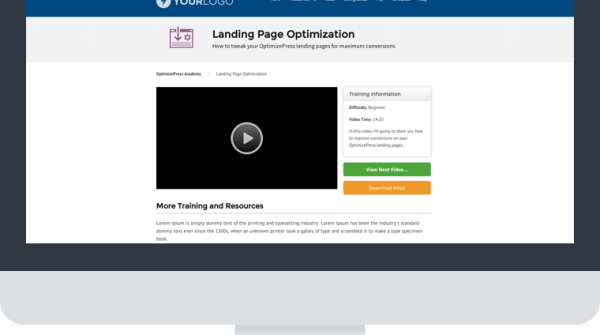 YOURLOGO
Landing Page Optimization
How to tweak your OptimizePress landing pages for maximum conversions
OptimizePress Academy
Landing Page Optimization
Training Information
Difficulty: Beginner
Video Time: 14:20
In this video I'm going to show you how
to improve conversions on your
OptimizePress landing pages
View Next Video...
Download Video
More Training and Resources
Lorem Ipsum is simply dummy text of the printing and typesetting industry. Lorem Ipsum has been the industry's standard
dummy text ever since the 1500s, when an unknown printer took a galley of type and scrambled it to make a type specimen
book.